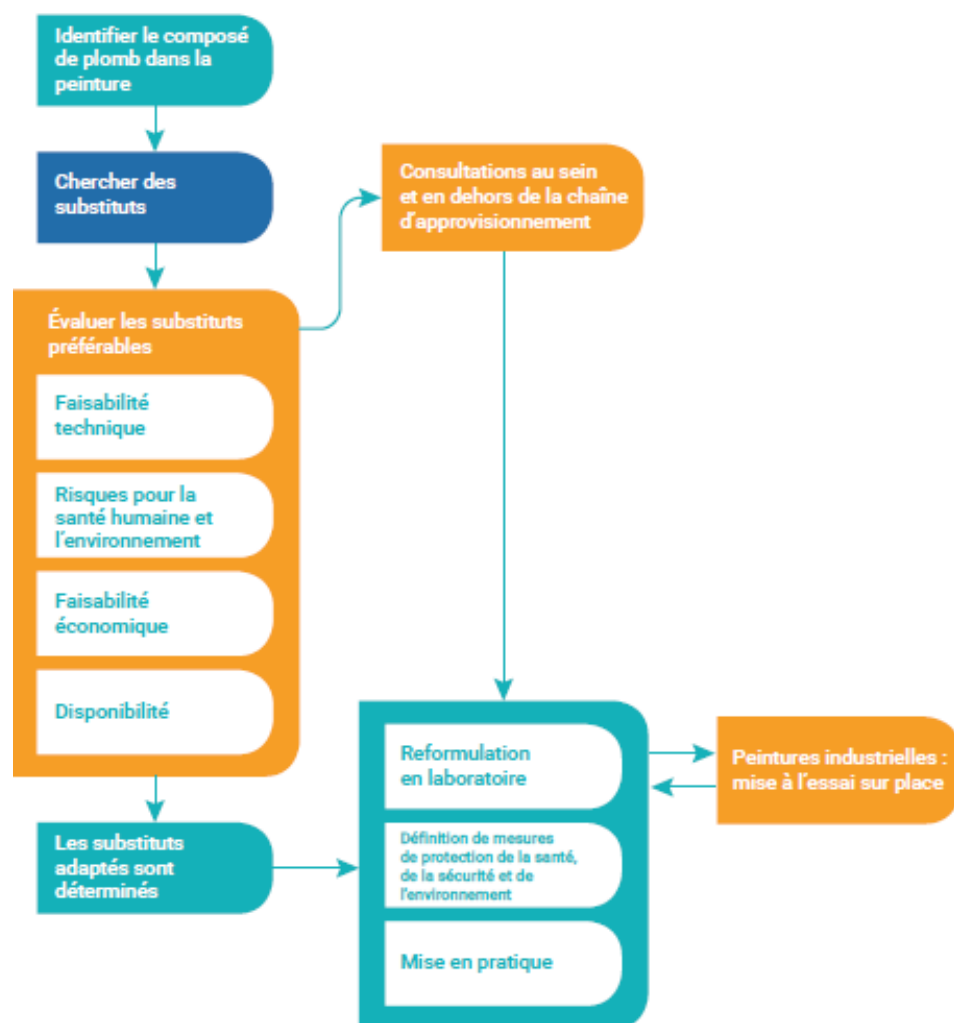 Identifier le composé
de plomb dans la
peinture
Chercher des
substituts
Consultations au sein
et en dehors de la chaîne
d’approvisionnement
Évaluer les substituts
préférables
Faisabilité
technique
Risques pour la
santé humaine et
l’environnement
Faisabilité
économique
Disponibilité
Les substituts
adaptés sont
déterminés
Reformulation
en laboratoire
Définition de mesures
de protection de la santé,
de la sécurité et de
l’environnement
Mise en pratique
Peintures industrielles :
mise à l’essai sur place